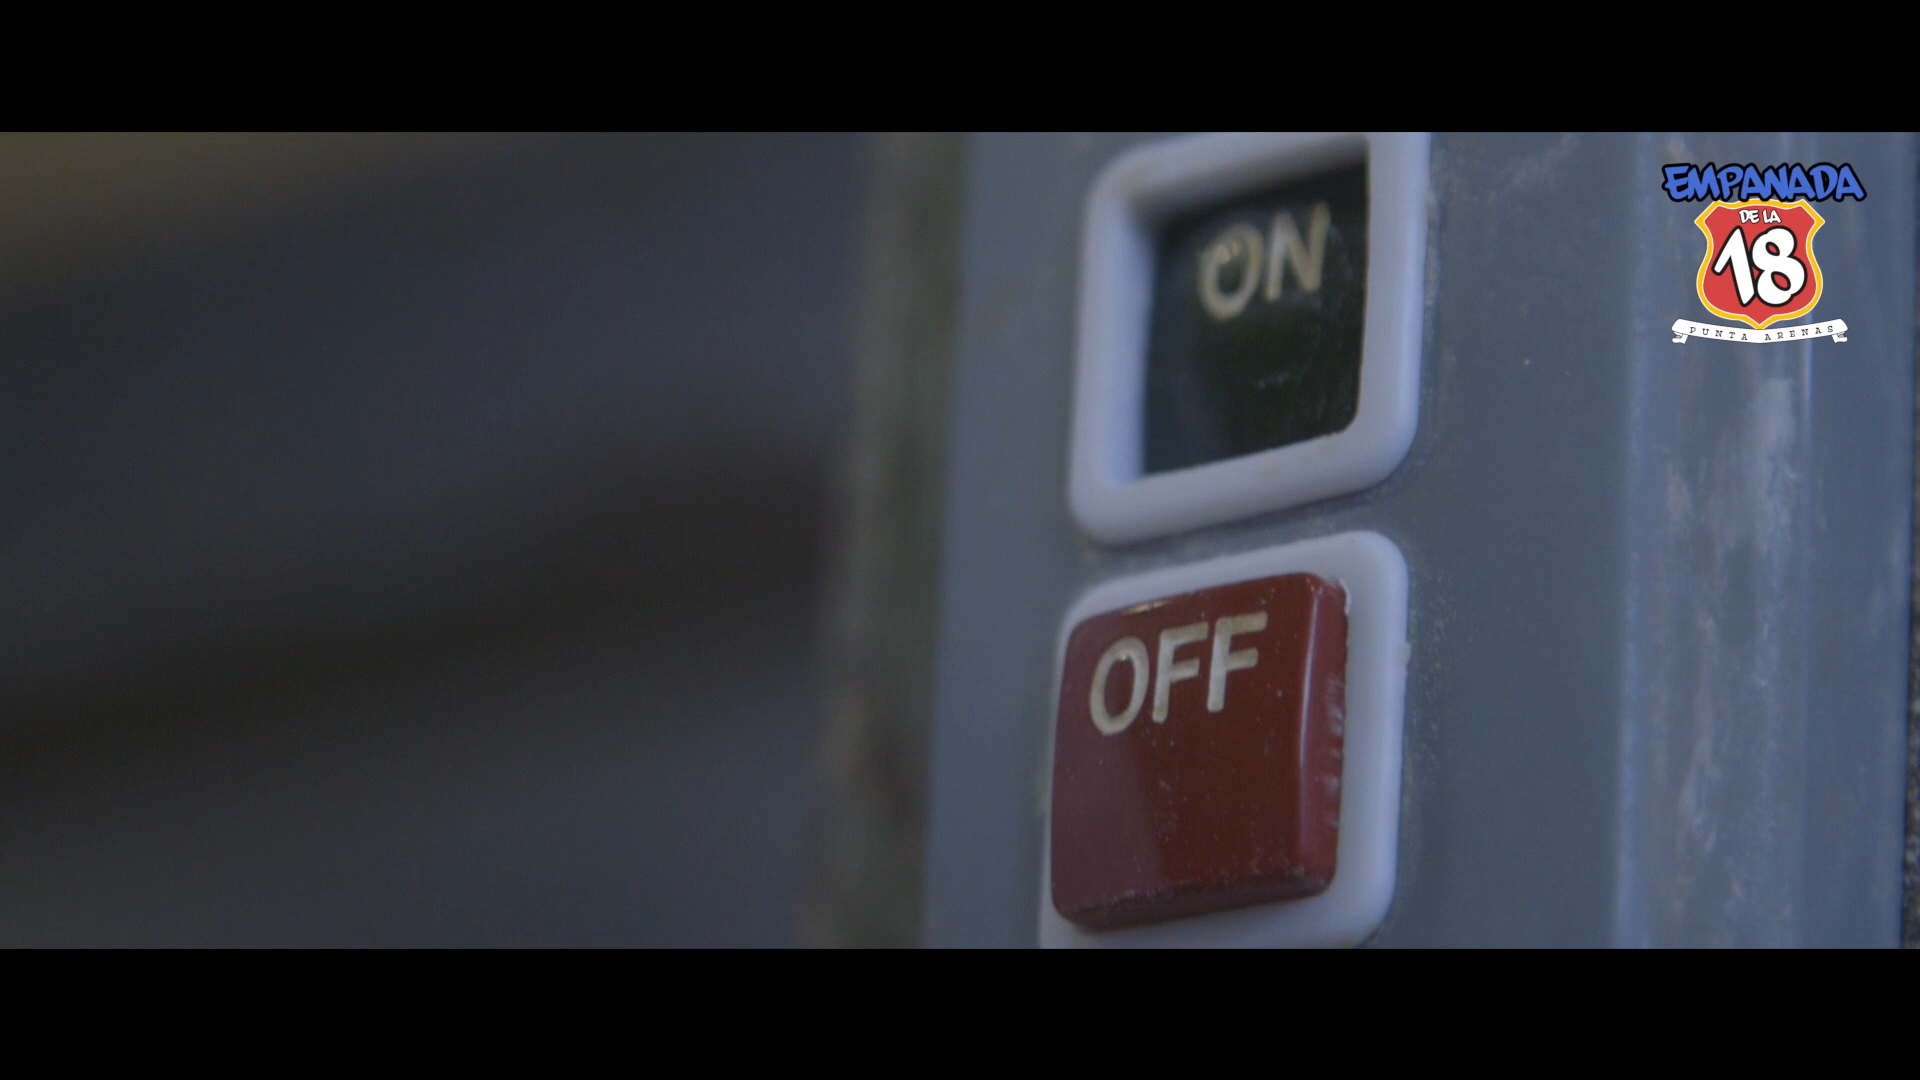 ON
OFF
EMPANADA
DE LA
18
PUNTA ARENAS